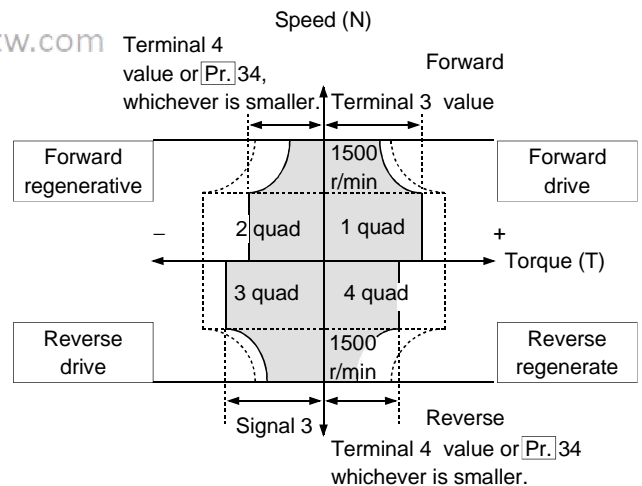 Speed (N)
w.com
Terminal 4
value or Pr. 34,
whichever is smaller.
Forward
Terminal 3 value
Forward
regenerative
1500
r/min
Forward
drive
2 quad
1 quad
−
+
Torque (T)
3 quad
4 quad
Reverse
drive
1500
r/min
Reverse
regenerate
Signal 3
Reverse
Terminal 4 value or Pr. 34
whichever is smaller.